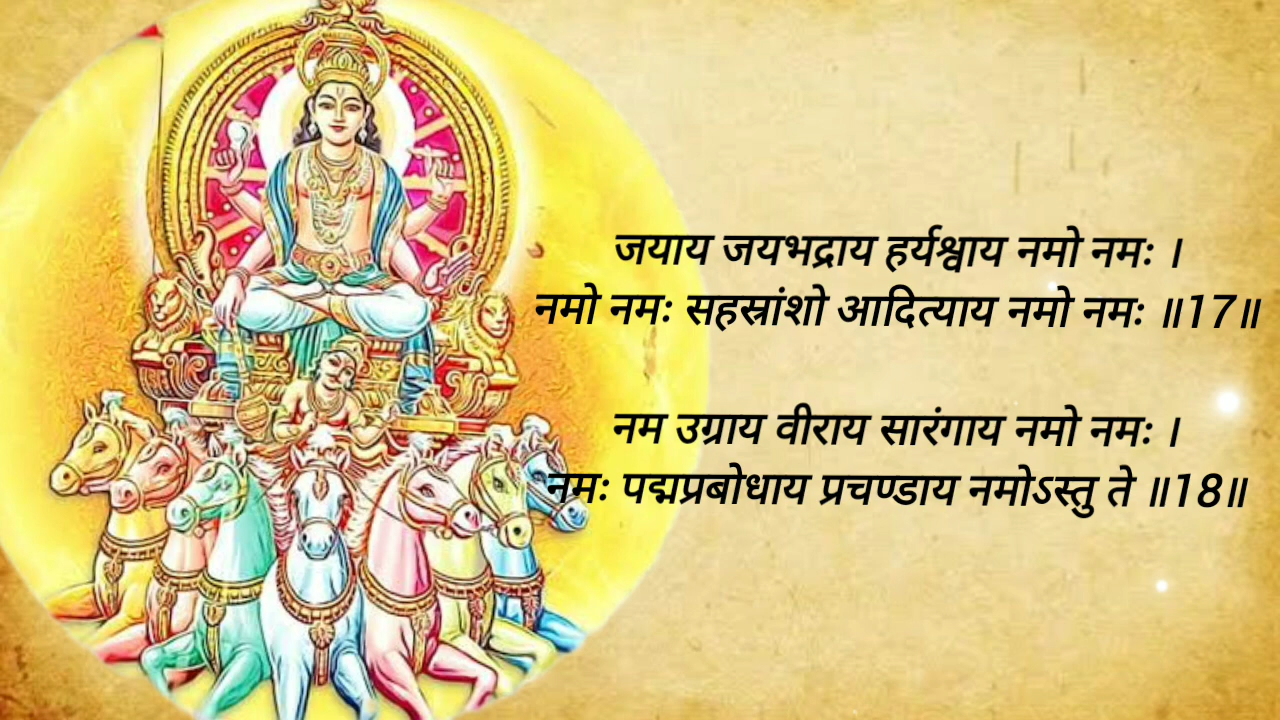 जयाय जयभद्राय हर्यश्वाय नमो नमः ।
नमो नमः सहस्रांशो आदित्याय नमो नमः ॥17॥
नम उग्राय वीराय सारंगाय नमो नमः ।
नमः पद्मप्रबोधाय प्रचण्डाय नमोऽस्तु ते ॥18॥